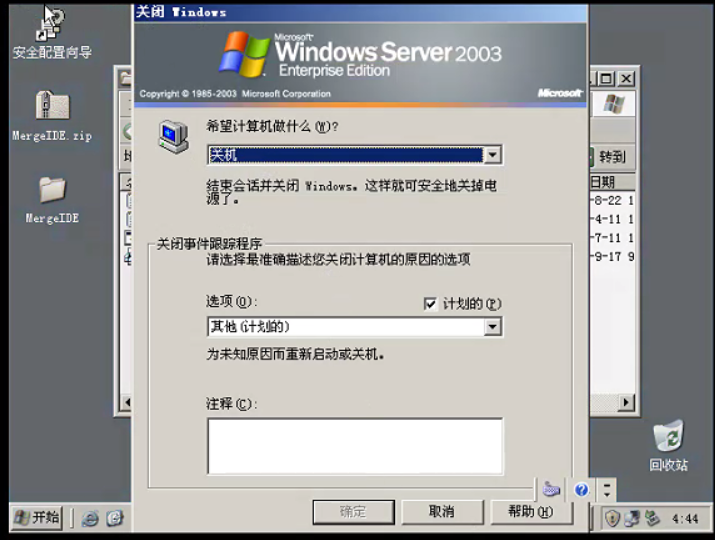 关闭 Windows
安全配置向导
Microsoft
Windows Server 2003
Enterprise Edition
Copyright © 1985-2003 Microsoft Corporation
Microsoft
MergeIDE.zip
希望计算机做什么(W)?
关机
转到
结束会话并关闭 Windows。这样就可安全地关掉电
源了。
日期
-8-22 1
-4-11 1
-7-11 1
-9-17 9
MergeIDE
关闭事件跟踪程序
请选择最准确描述您关闭计算机的原因的选项
选项(O):
计划的(P)
其他(计划的)
为未知原因而重新启动或关机。
注释(C):
回收站
确定
取消
帮助(H)
开始
4:44